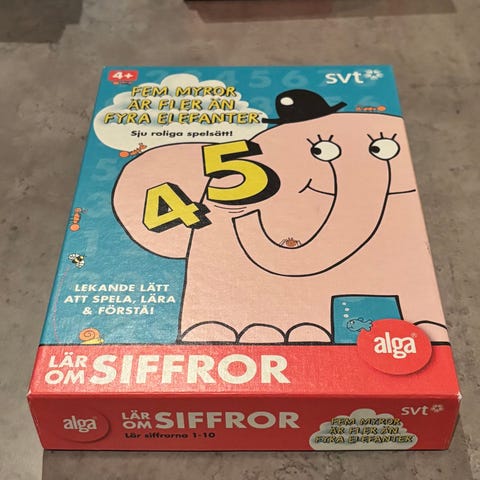 4+
FEM MYROR
ÄR FLER ÄN
FYRA ELEFANTER
Sju roliga spelsätt!
svt
4 5
LEKANDE LÄTT
ATT SPELA, LÄRA
& FÖRSTÅ!
alga
LÄR
OM SIFFROR
alga
LÄR
OM SIFFROR
Lär siffrorna 1-10
svt
FEM MYROR
ÄR FLER ÄN
FYRA ELEFANTER